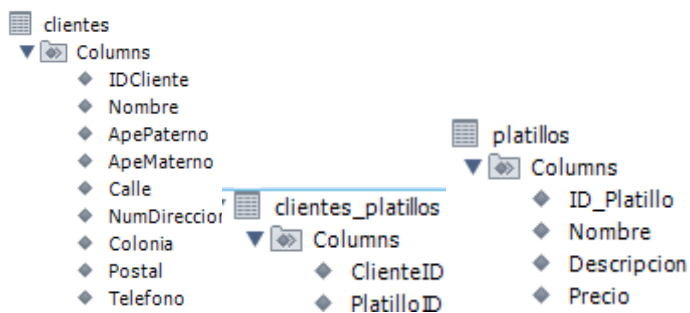 clientes
Columns
IDCliente
Nombre
ApePaterno
ApeMaterno
Calle
NumDireccion
Colonia
Postal
Telefono
clientes_platillos
Columns
ClienteID
PlatilloID
platillos
Columns
ID_Platillo
Nombre
Descripcion
Precio